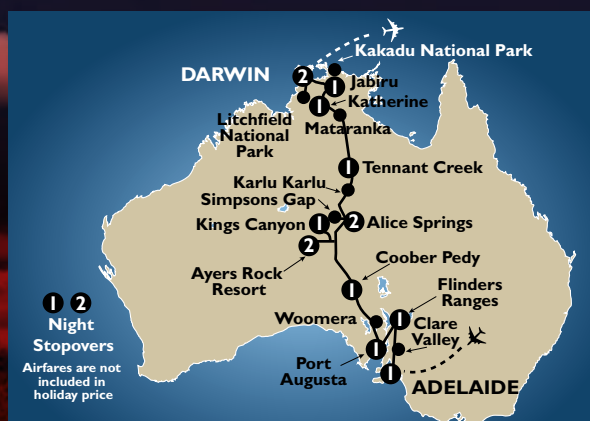 Kakadu National Park
DARWIN
2
1
Jabiru
1
Katherine
Litchfield
National
Park
Mataranka
1
Tennant Creek
Karlu Karlu
Simpsons Gap
Kings Canyon
1
2
Alice Springs
2
Ayers Rock
Resort
Coober Pedy
1
Flinders
Ranges
Woomera
1
Clare
Valley
Port
Augusta
1
1
ADELAIDE
1 2
Night
Stopovers
Airfares are not
included in
holiday price